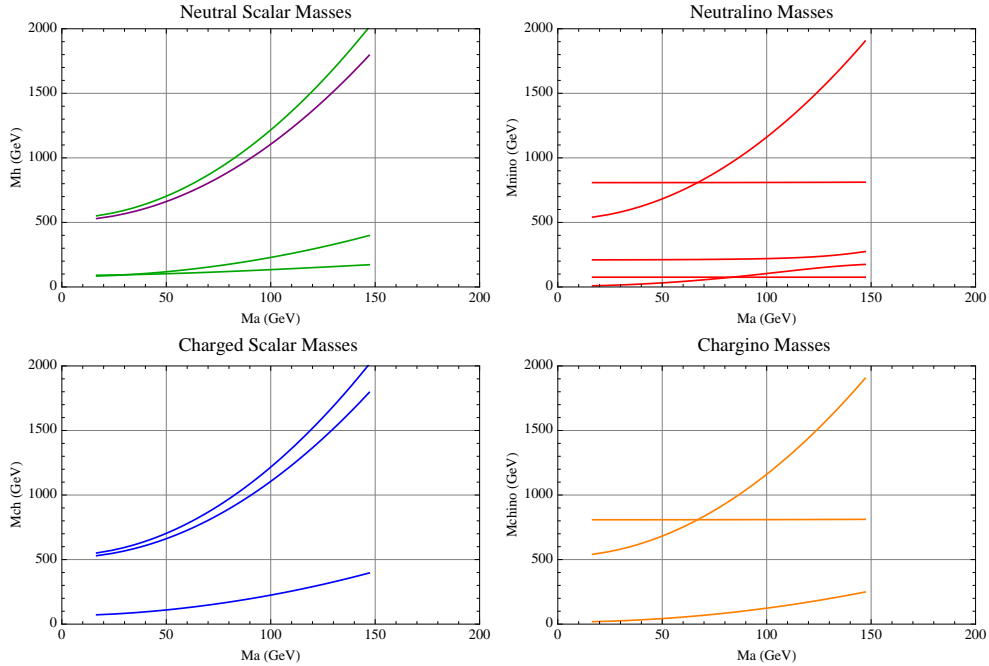 Neutral Scalar Masses
2000
1500
1000
500
0
Mh (GeV)
0 50 100 150 200
Ma (GeV)
Neutralino Masses
2000
1500
1000
500
0
Mnino (GeV)
0 50 100 150 200
Ma (GeV)
Charged Scalar Masses
2000
1500
1000
500
0
Mch (GeV)
0 50 100 150 200
Ma (GeV)
Chargino Masses
2000
1500
1000
500
0
Mchino (GeV)
0 50 100 150 200
Ma (GeV)